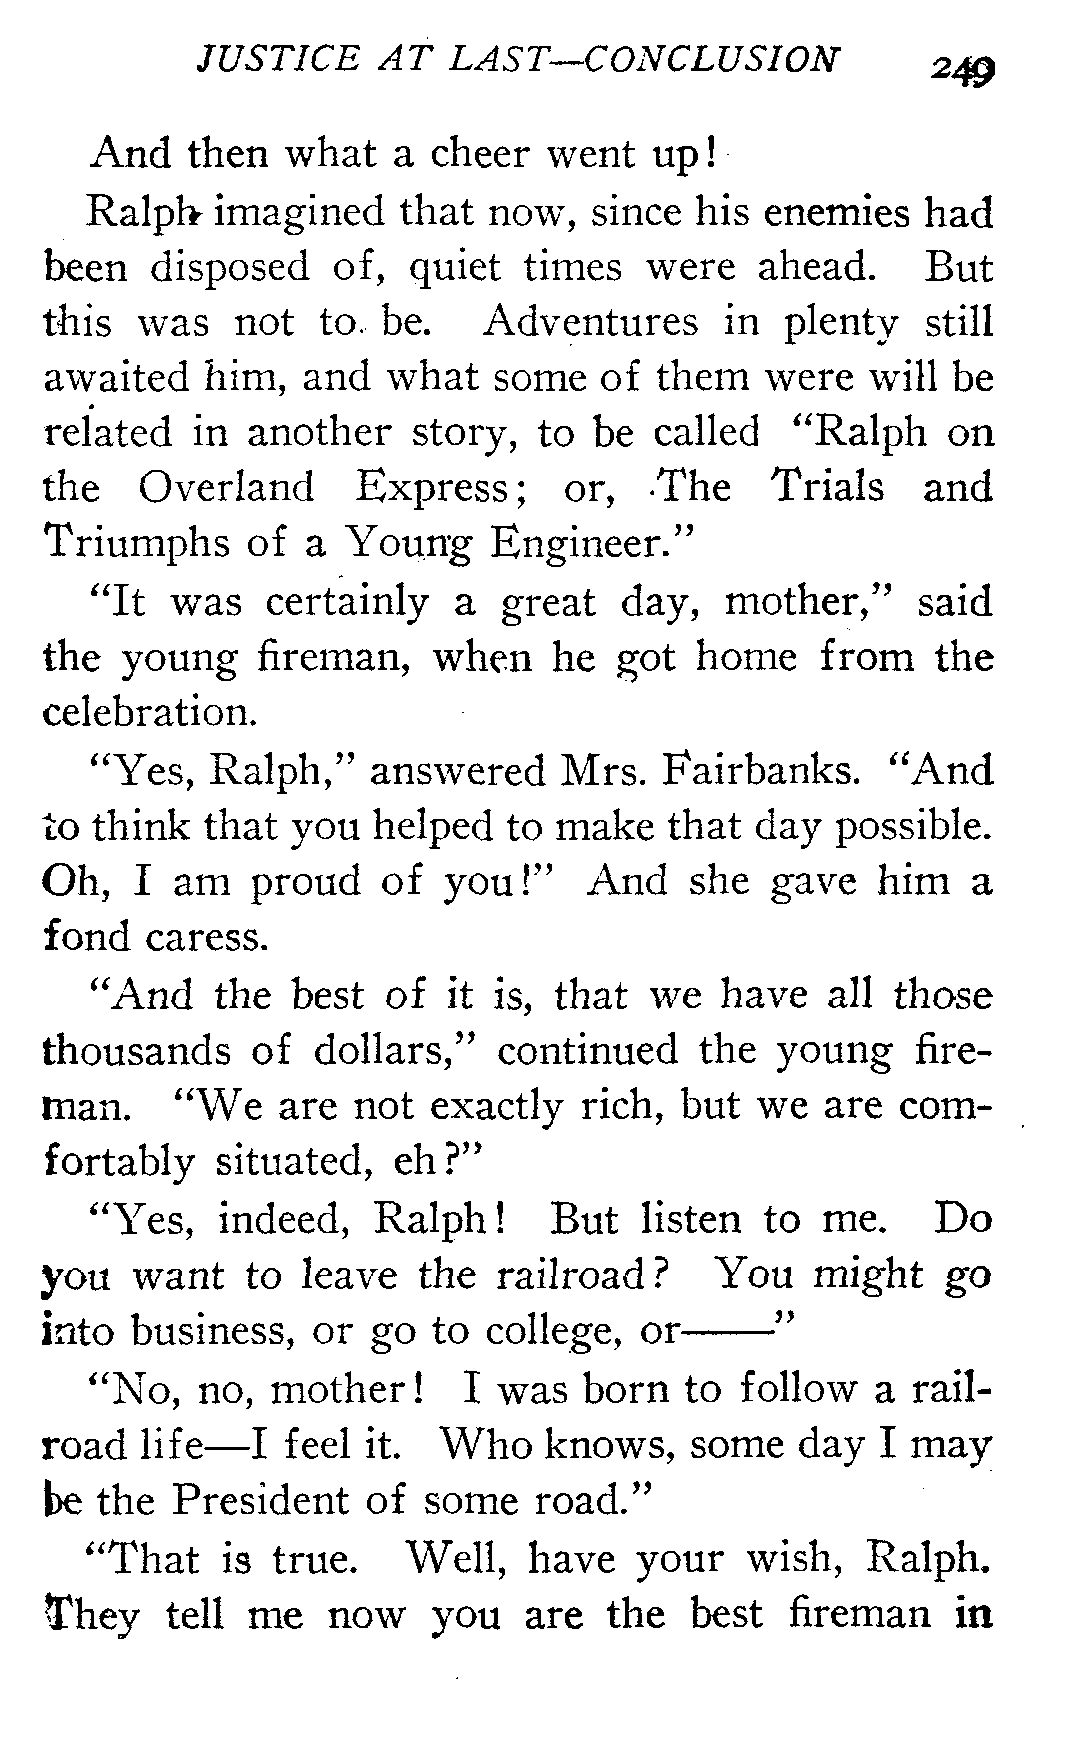 JUSTICE AT LAST—CONCLUSION 249
And then what a cheer went up!
Ralph imagined that now, since his enemies had
been disposed of, quiet times were ahead. But
this was not to be. Adventures in plenty still
awaited him, and what some of them were will be
related in another story, to be called "Ralph on
the Overland Express; or, The Trials and
Triumphs of a Young Engineer."
"It was certainly a great day, mother," said
the young fireman, when he got home from the
celebration.
"Yes, Ralph," answered Mrs. Fairbanks. "And
to think that you helped to make that day possible.
Oh, I am proud of you!" And she gave him a
fond caress.
"And the best of it is, that we have all those
thousands of dollars," continued the young fire-
man. "We are not exactly rich, but we are com-
fortably situated, eh?"
"Yes, indeed, Ralph! But listen to me. Do
you want to leave the railroad? You might go
into business, or go to college, or——"
"No, no, mother! I was born to follow a rail-
road life—I feel it. Who knows, some day I may
be the President of some road."
"That is true. Well, have your wish, Ralph.
They tell me now you are the best fireman in